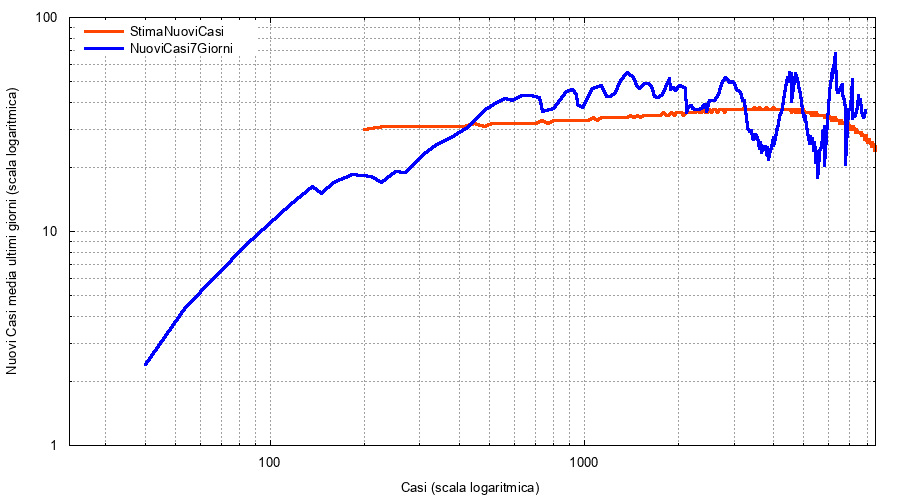 100
StimaNuoviCasi
NuoviCasi7Giorni
10
1
Nuovi Casi media ultimi giorni (scala logaritmica)
100
1000
Casi (scala logaritmica)